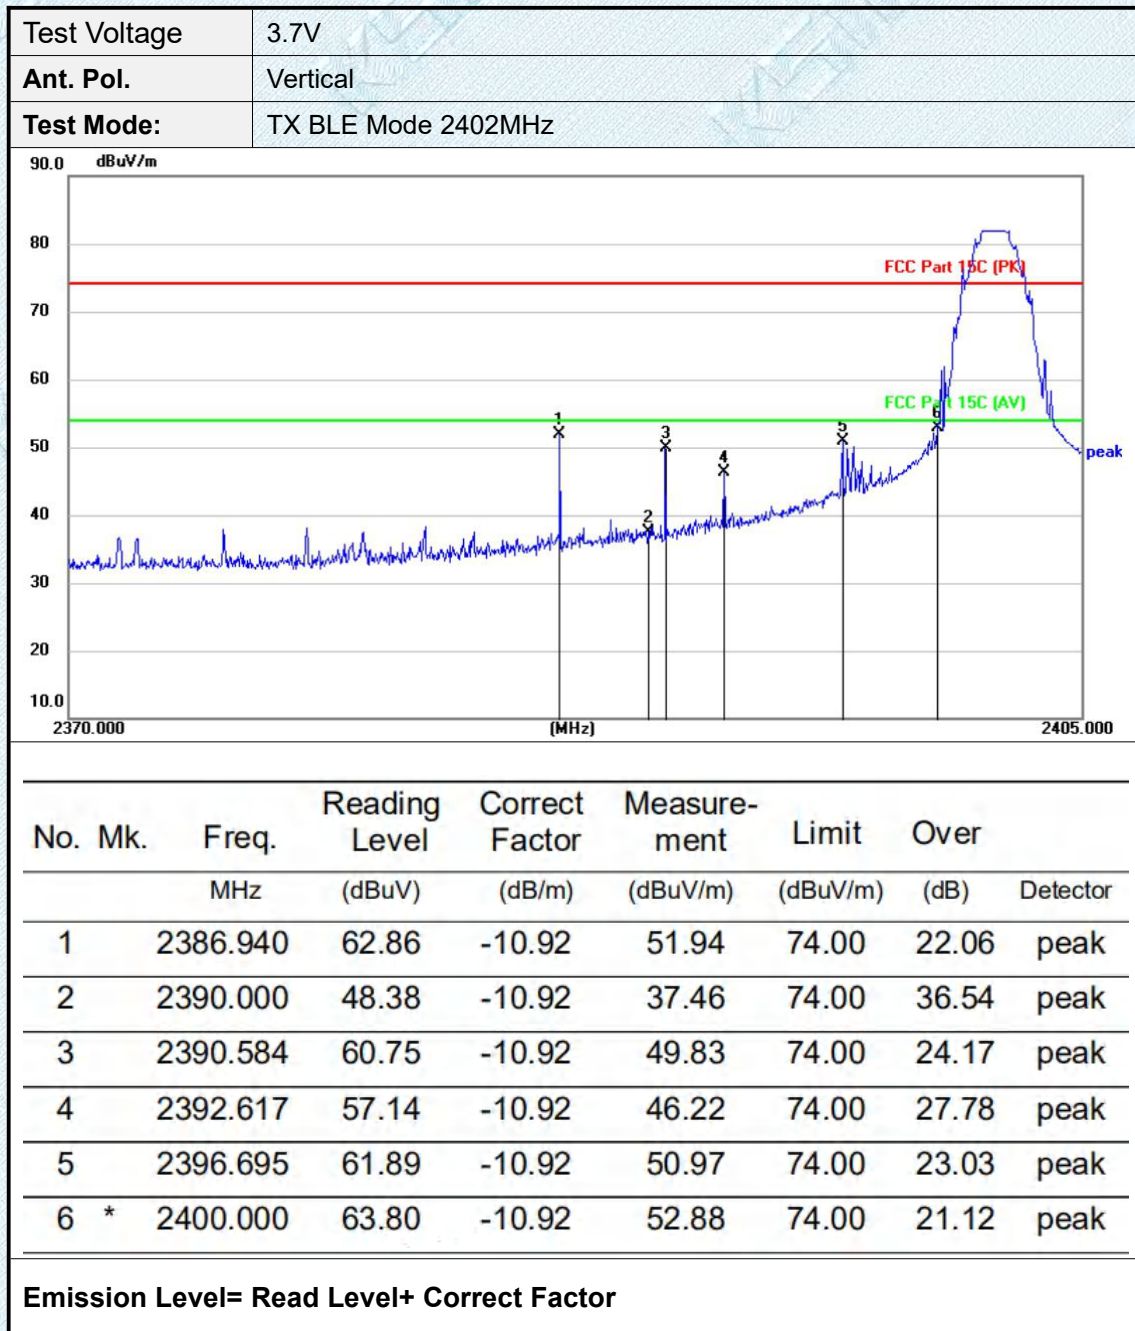 Test Voltage 3.7V
Ant. Pol. Vertical
Test Mode: TX BLE Mode 2402MHz
90.0 dBuV/m
80
FCC Part 15C (PK)
70
60
FCC Part 15C (AV)
1 2 3 4 5 6
50
peak
40
30
20
10.0
2370.000 (MHz) 2405.000
No. Mk. Freq. Reading Level Correct Factor Measure-ment Limit Over
MHz (dBuV) (dB/m) (dBuV/m) (dBuV/m) (dB) Detector
1 2386.940 62.86 -10.92 51.94 74.00 22.06 peak
2 2390.000 48.38 -10.92 37.46 74.00 36.54 peak
3 2390.584 60.75 -10.92 49.83 74.00 24.17 peak
4 2392.617 57.14 -10.92 46.22 74.00 27.78 peak
5 2396.695 61.89 -10.92 50.97 74.00 23.03 peak
6 * 2400.000 63.80 -10.92 52.88 74.00 21.12 peak
Emission Level= Read Level+ Correct Factor